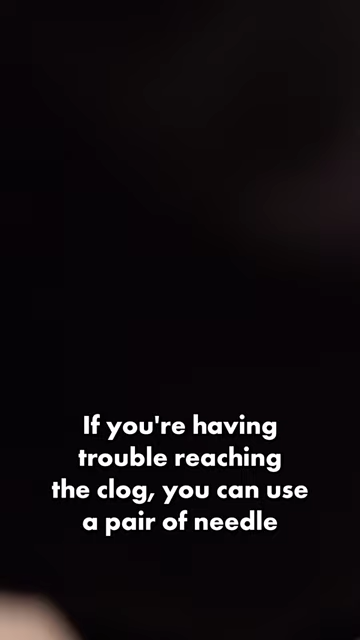 If you're having
trouble reaching
the clog, you can use
a pair of needle